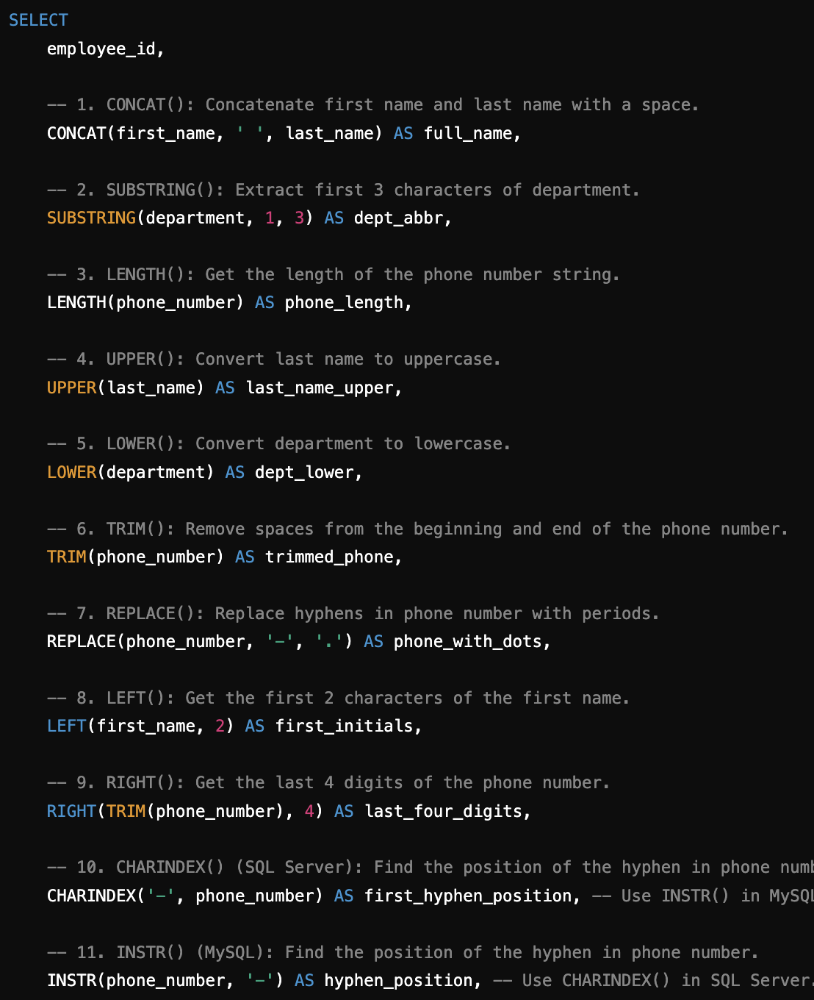 SELECT
employee_id,
-- 1. CONCAT(): Concatenate first name and last name with a space.
CONCAT(first_name, ' ', last_name) AS full_name,
-- 2. SUBSTRING(): Extract first 3 characters of department.
SUBSTRING(department, 1, 3) AS dept_abbr,
-- 3. LENGTH(): Get the length of the phone number string.
LENGTH(phone_number) AS phone_length,
-- 4. UPPER(): Convert last name to uppercase.
UPPER(last_name) AS last_name_upper,
-- 5. LOWER(): Convert department to lowercase.
LOWER(department) AS dept_lower,
-- 6. TRIM(): Remove spaces from the beginning and end of the phone number.
TRIM(phone_number) AS trimmed_phone,
-- 7. REPLACE(): Replace hyphens in phone number with periods.
REPLACE(phone_number, '-', '.') AS phone_with_dots,
-- 8. LEFT(): Get the first 2 characters of the first name.
LEFT(first_name, 2) AS first_initials,
-- 9. RIGHT(): Get the last 4 digits of the phone number.
RIGHT(TRIM(phone_number), 4) AS last_four_digits,
-- 10. CHARINDEX() (SQL Server): Find the position of the hyphen in phone
CHARINDEX('-', phone_number) AS first_hyphen_position, -- Use INSTR() in MySQL
-- 11. INSTR() (MySQL): Find the position of the hyphen in phone number.
INSTR(phone_number, '-') AS hyphen_position, -- Use CHARINDEX() in SQL Server.